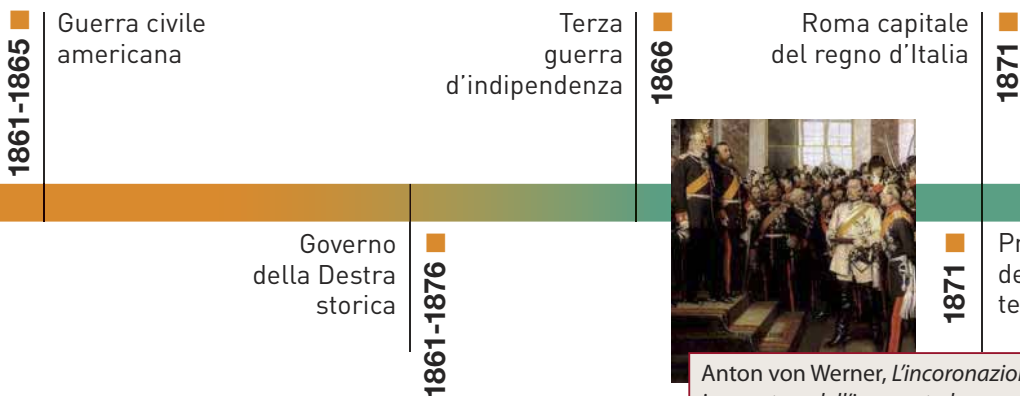 1861-1865
Guerra civile
americana
Terza
guerra
d'indipendenza
1866
Roma capitale
del regno d'Italia
1871
Governo
della Destra
storica
1861-1876
1871
Anton von Werner,